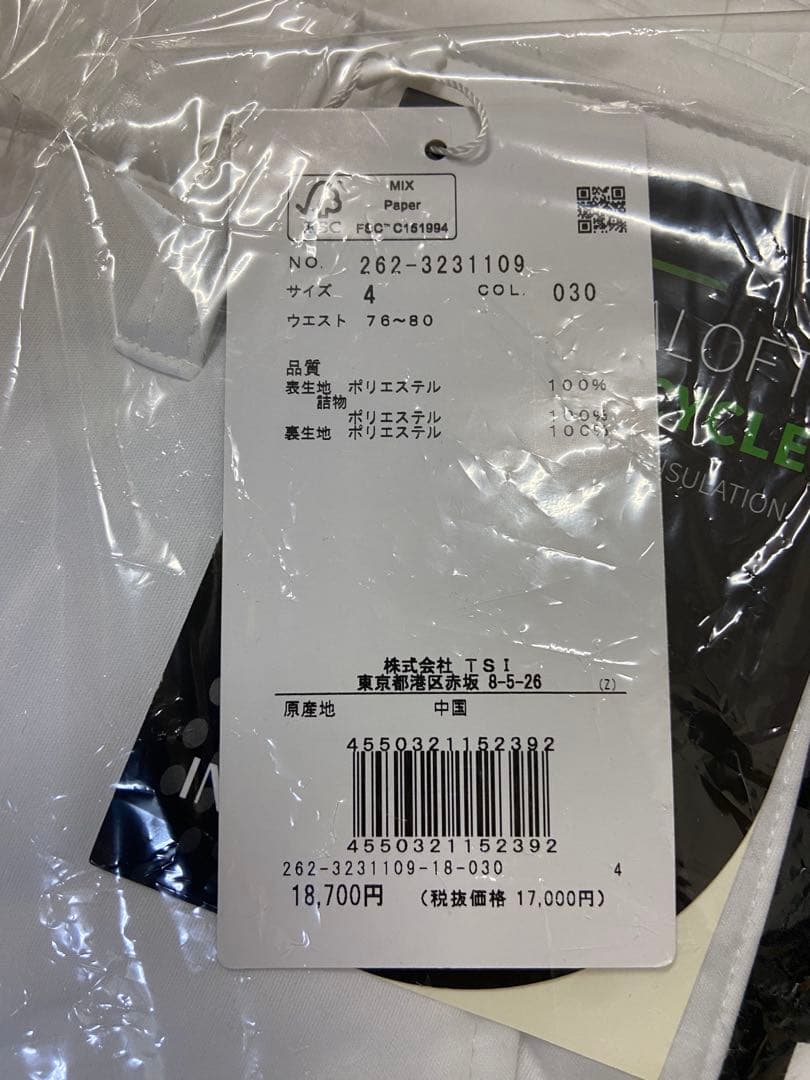 MIX
Paper
FSC
FSC™ C151994
NO. 262-3231109
サイズ 4 COL. 030
ウエスト 76~80
品質
表生地 ポリエステル 100%
詰物
ポリエステル 100%
裏生地 ポリエステル 100%
株式会社 TSI
東京都港区赤坂 8-5-26 (Z)
原産地 中国
4550321152392
4550321152392
262-3231109-18-030 4
18,700円 (税抜価格 17,000円)
LOFT
CYCLE
NSULATION